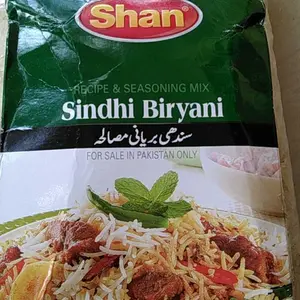 Shan
RECIPE & SEASONING MIX
Sindhi Biryani
سندھی بریانی مصالحہ
FOR SALE IN PAKISTAN ONLY